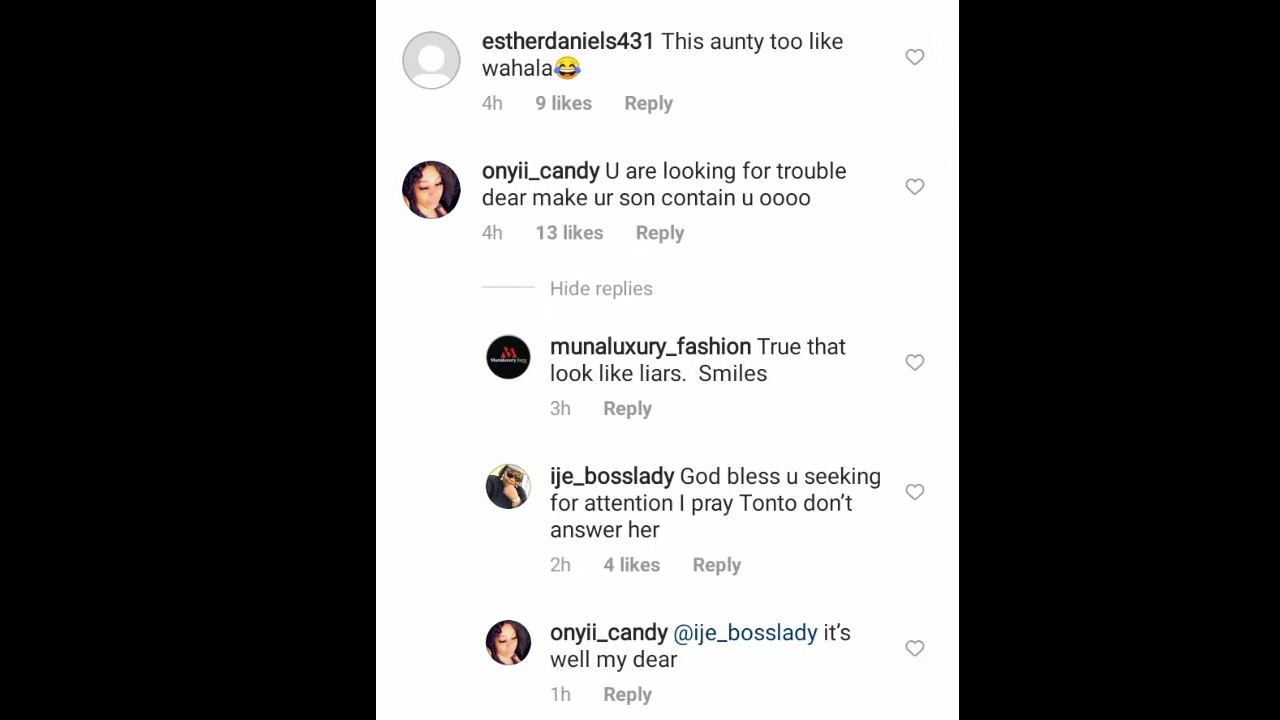 estherdaniels431 This aunty too like
wahala😂
4h 9 likes Reply
onyii_candy U are looking for trouble
dear make ur son contain u oooo
4h 13 likes Reply
Hide replies
munaluxury_fashion True that
look like liars. Smiles
3h Reply
ije_bosslady God bless u seeking
for attention I pray Tonto don’t
answer her
2h 4 likes Reply
onyii_candy @ije_bosslady it’s
well my dear
1h Reply